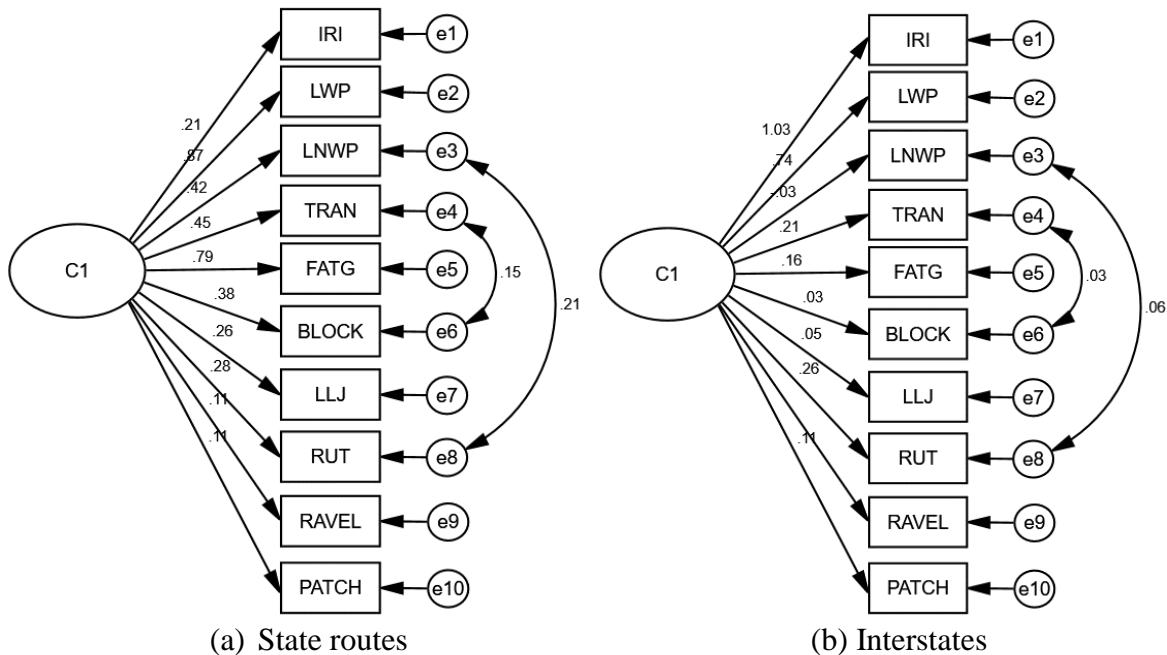 IRI
e1
LWP
e2
.21
.87
LNWP
e3
.42
TRAN
e4
.45
C1
.79
FATG
e5
.15
.21
.38
BLOCK
e6
.26
LLJ
e7
.28
.11
RUT
e8
.11
RAVEL
e9
PATCH
e10
(a) State routes
IRI
e1
LWP
e2
1.03
.74
LNWP
e3
-.03
TRAN
e4
.21
C1
.16
FATG
e5
.03
.06
.03
BLOCK
e6
.05
LLJ
e7
.26
RUT
e8
.11
RAVEL
e9
PATCH
e10
(b) Interstates